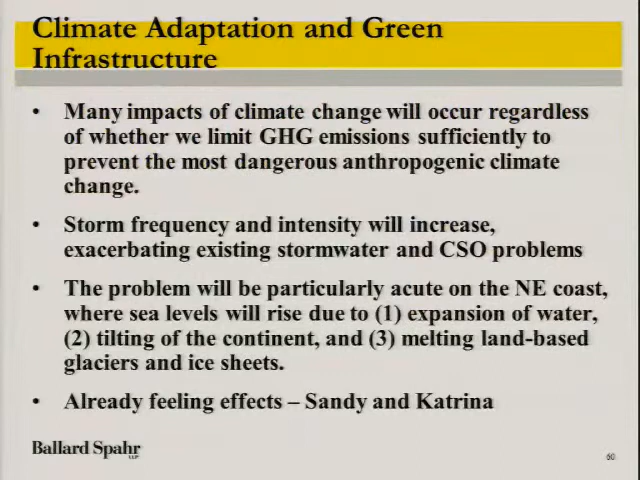 Climate Adaptation and Green
Infrastructure
• Many impacts of climate change will occur regardless
of whether we limit GHG emissions sufficiently to
prevent the most dangerous anthropogenic climate
change.
• Storm frequency and intensity will increase,
exacerbating existing stormwater and CSO problems
• The problem will be particularly acute on the NE coast,
where sea levels will rise due to (1) expansion of water,
(2) tilting of the continent, and (3) melting land-based
glaciers and ice sheets.
• Already feeling effects – Sandy and Katrina
Ballard Spahr
LLP
60